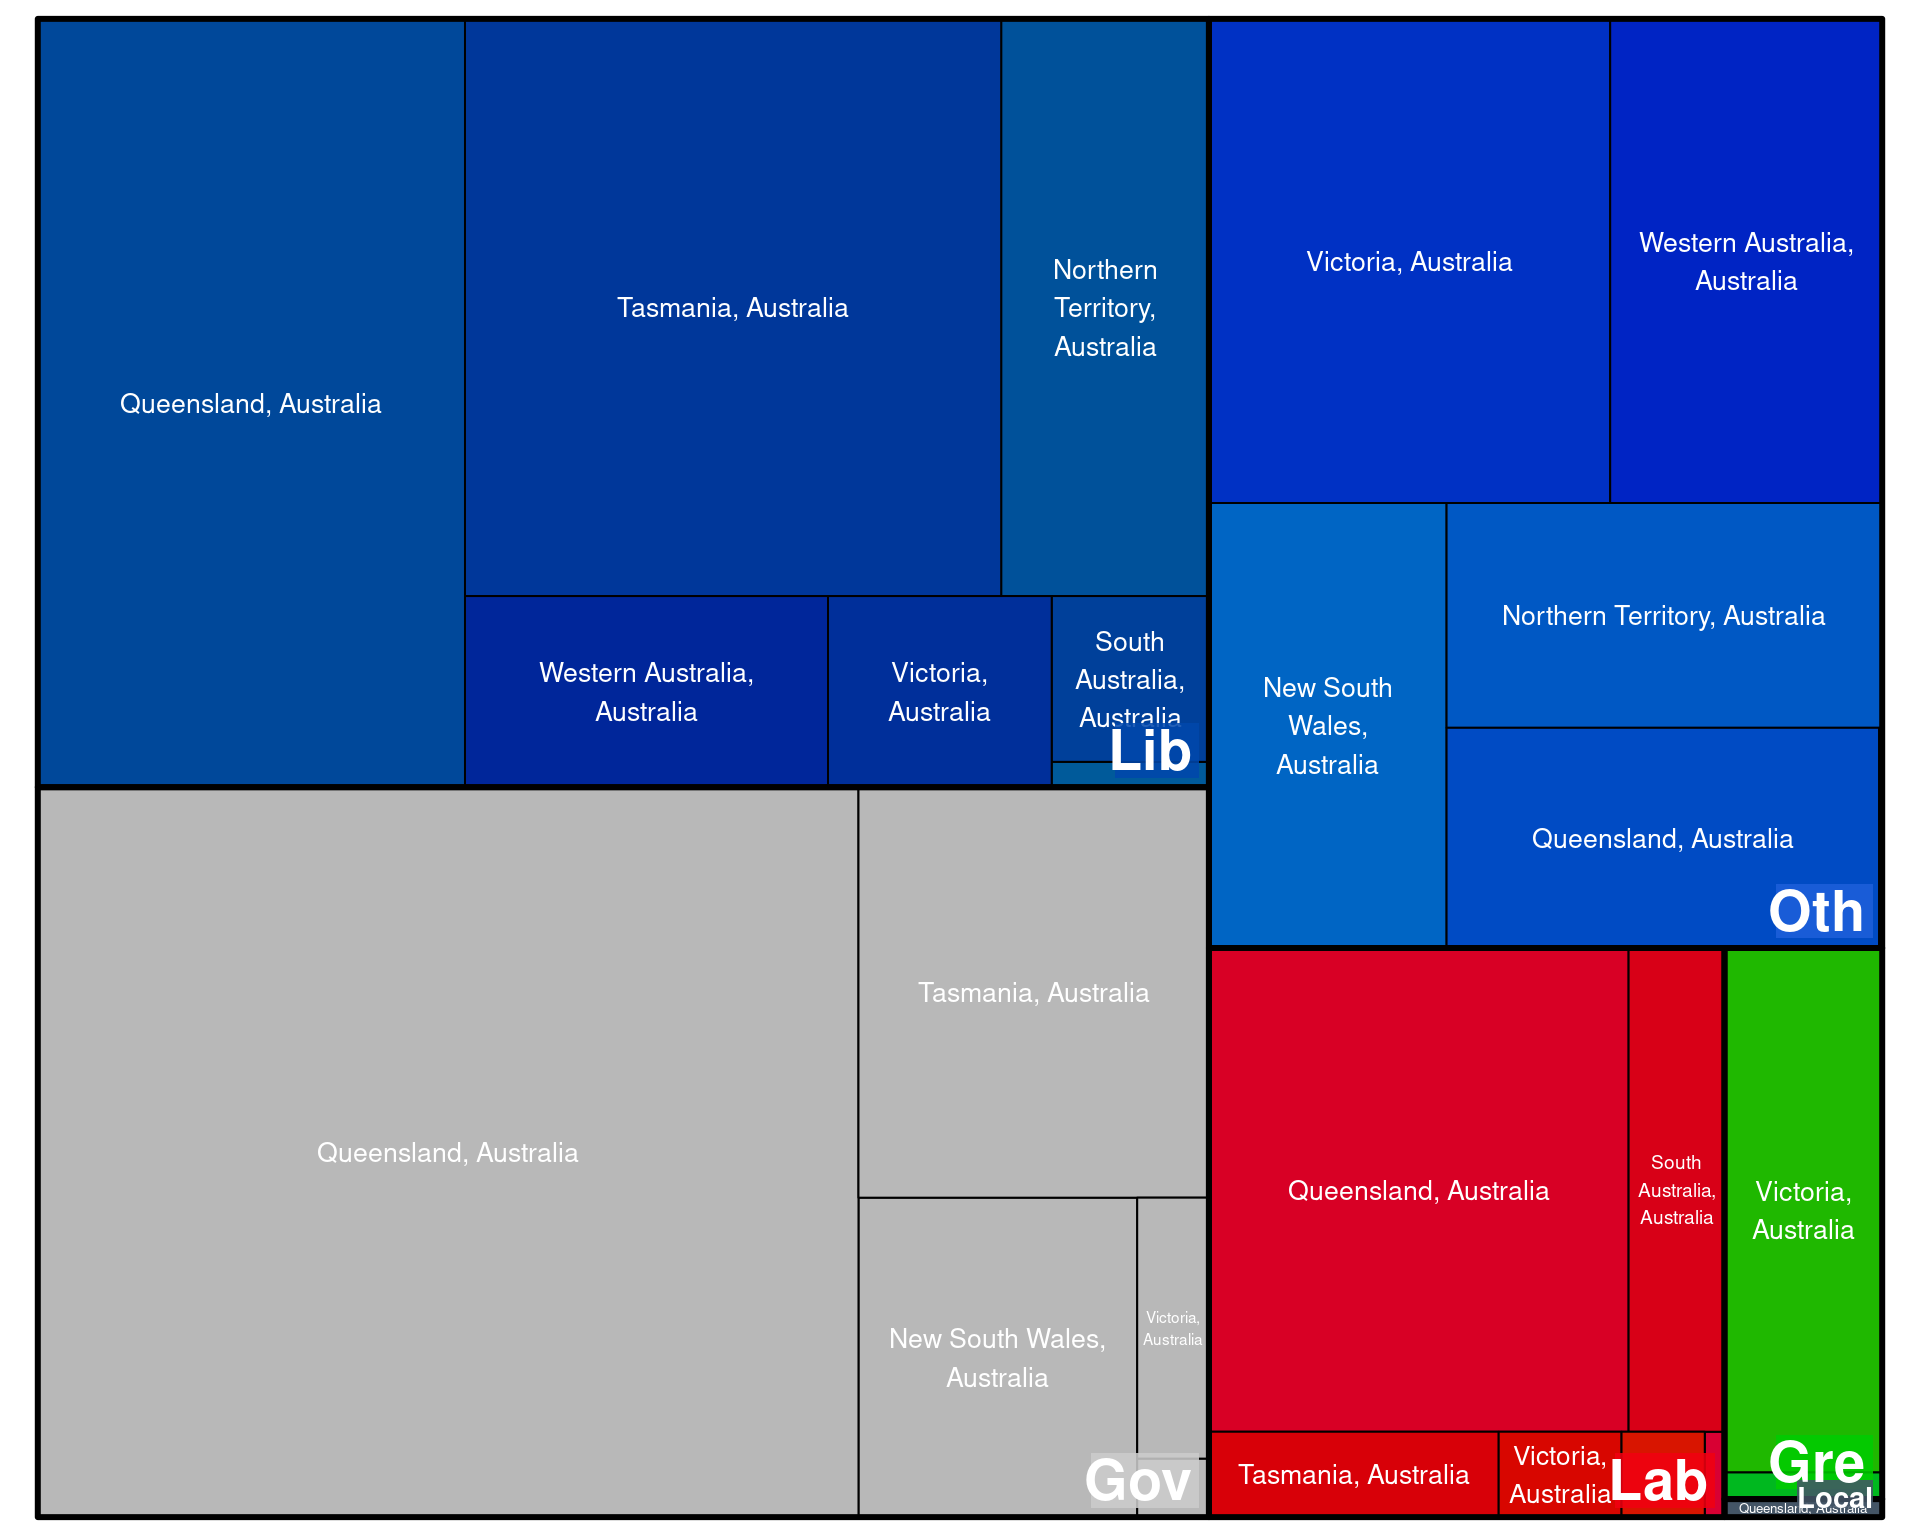 Queensland, Australia
Tasmania, Australia
Northern
Territory,
Australia
Western Australia,
Australia
Victoria,
Australia
South
Australia,
Australia
Lib
Victoria, Australia
Western Australia,
Australia
New South
Wales,
Australia
Northern Territory, Australia
Queensland, Australia
Oth
Queensland, Australia
Tasmania, Australia
New South Wales,
Australia
Victoria,
Australia
Gov
Queensland, Australia
South
Australia,
Australia
Tasmania, Australia
Victoria,
Australia
Lab
Victoria,
Australia
Gre
Queensland, Australia
Local